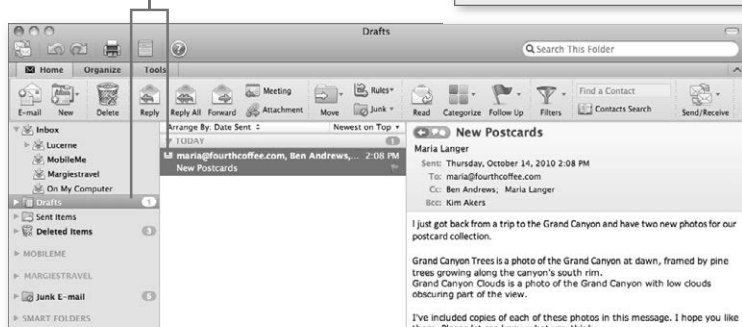 Drafts
Search This Folder
Home Organize Tools
E-mail New Delete Reply Reply All Forward Meeting Attachment Move Rules Junk Read Categorize Follow Up Filters Find a Contact Contacts Search Send/Receive
Inbox
Lucerne
MobileMe
Margiestravel
On My Computer
Drafts 1
Sent Items
Deleted Items
MOBILEME
MARGIESTRAVEL
Junk E-mail
SMART FOLDERS
Arrange By: Date Sent Newest on Top
TODAY 1
maria@fourthcoffee.com, Ben Andrews,... 2:08 PM
New Postcards
New Postcards
Maria Langer
Sent: Thursday, October 14, 2010 2:08 PM
To: maria@fourthcoffee.com
Cc: Ben Andrews; Maria Langer
Bcc: Kim Akers
I just got back from a trip to the Grand Canyon and have two new photos for our
postcard collection.
Grand Canyon Trees is a photo of the Grand Canyon at dawn, framed by pine
trees growing along the canyon's south rim.
Grand Canyon Clouds is a photo of the Grand Canyon with low clouds
obscuring part of the view.
I've included copies of each of these photos in this message. I hope you like